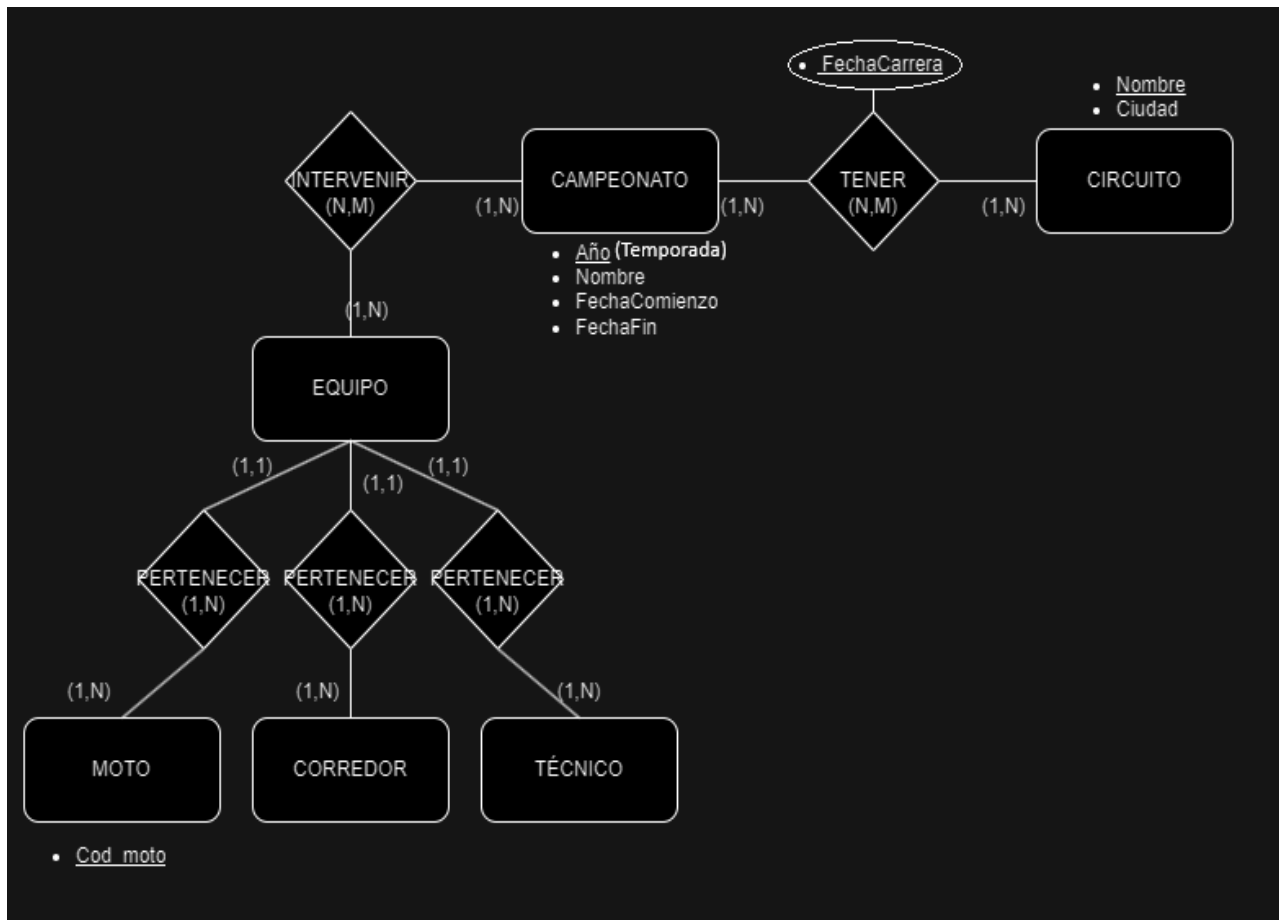 • FechaCarrera
• Nombre
• Ciudad
INTERVENIR
(N,M)
(1,N)
CAMPEONATO
(1,N)
TENER
(N,M)
(1,N)
CIRCUITO
• Año (Temporada)
• Nombre
• FechaComienzo
• FechaFin
(1,N)
EQUIPO
(1,1)
(1,1)
(1,1)
PERTENECER
(1,N)
PERTENECER
(1,N)
PERTENECER
(1,N)
(1,N)
(1,N)
(1,N)
MOTO
CORREDOR
TÉCNICO
• Cod_moto